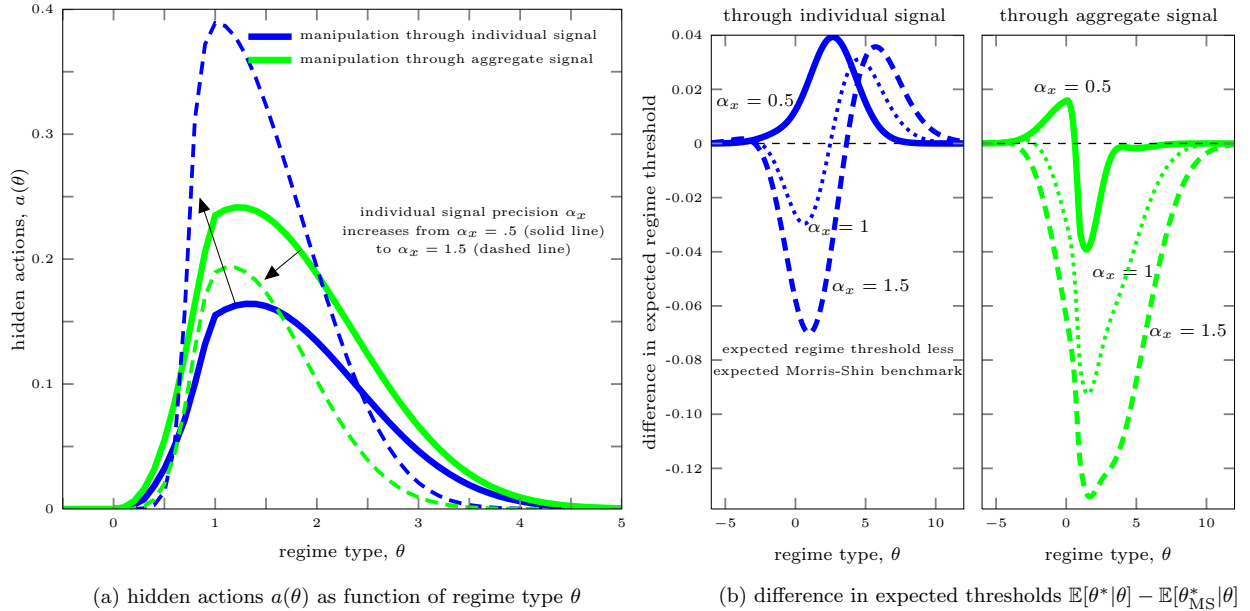 manipulation through individual signal
manipulation through aggregate signal
individual signal precision αx
increases from αx = .5 (solid line)
to αx = 1.5 (dashed line)
hidden actions, a(θ)
0.4
0.3
0.2
0.1
0
0
1
2
3
4
5
regime type, θ
(a) hidden actions a(θ) as function of regime type θ
through individual signal
through aggregate signal
difference in expected regime threshold
0.04
0.02
0
-0.02
-0.04
-0.06
-0.08
-0.10
-0.12
αx = 0.5
αx = 1
αx = 1.5
expected regime threshold less
expected Morris-Shin benchmark
−5
0
5
10
regime type, θ
αx = 0.5
αx = 1
αx = 1.5
−5
0
5
10
regime type, θ
(b) difference in expected thresholds 𝔼[θ*|θ] − 𝔼[θ*MS|θ]